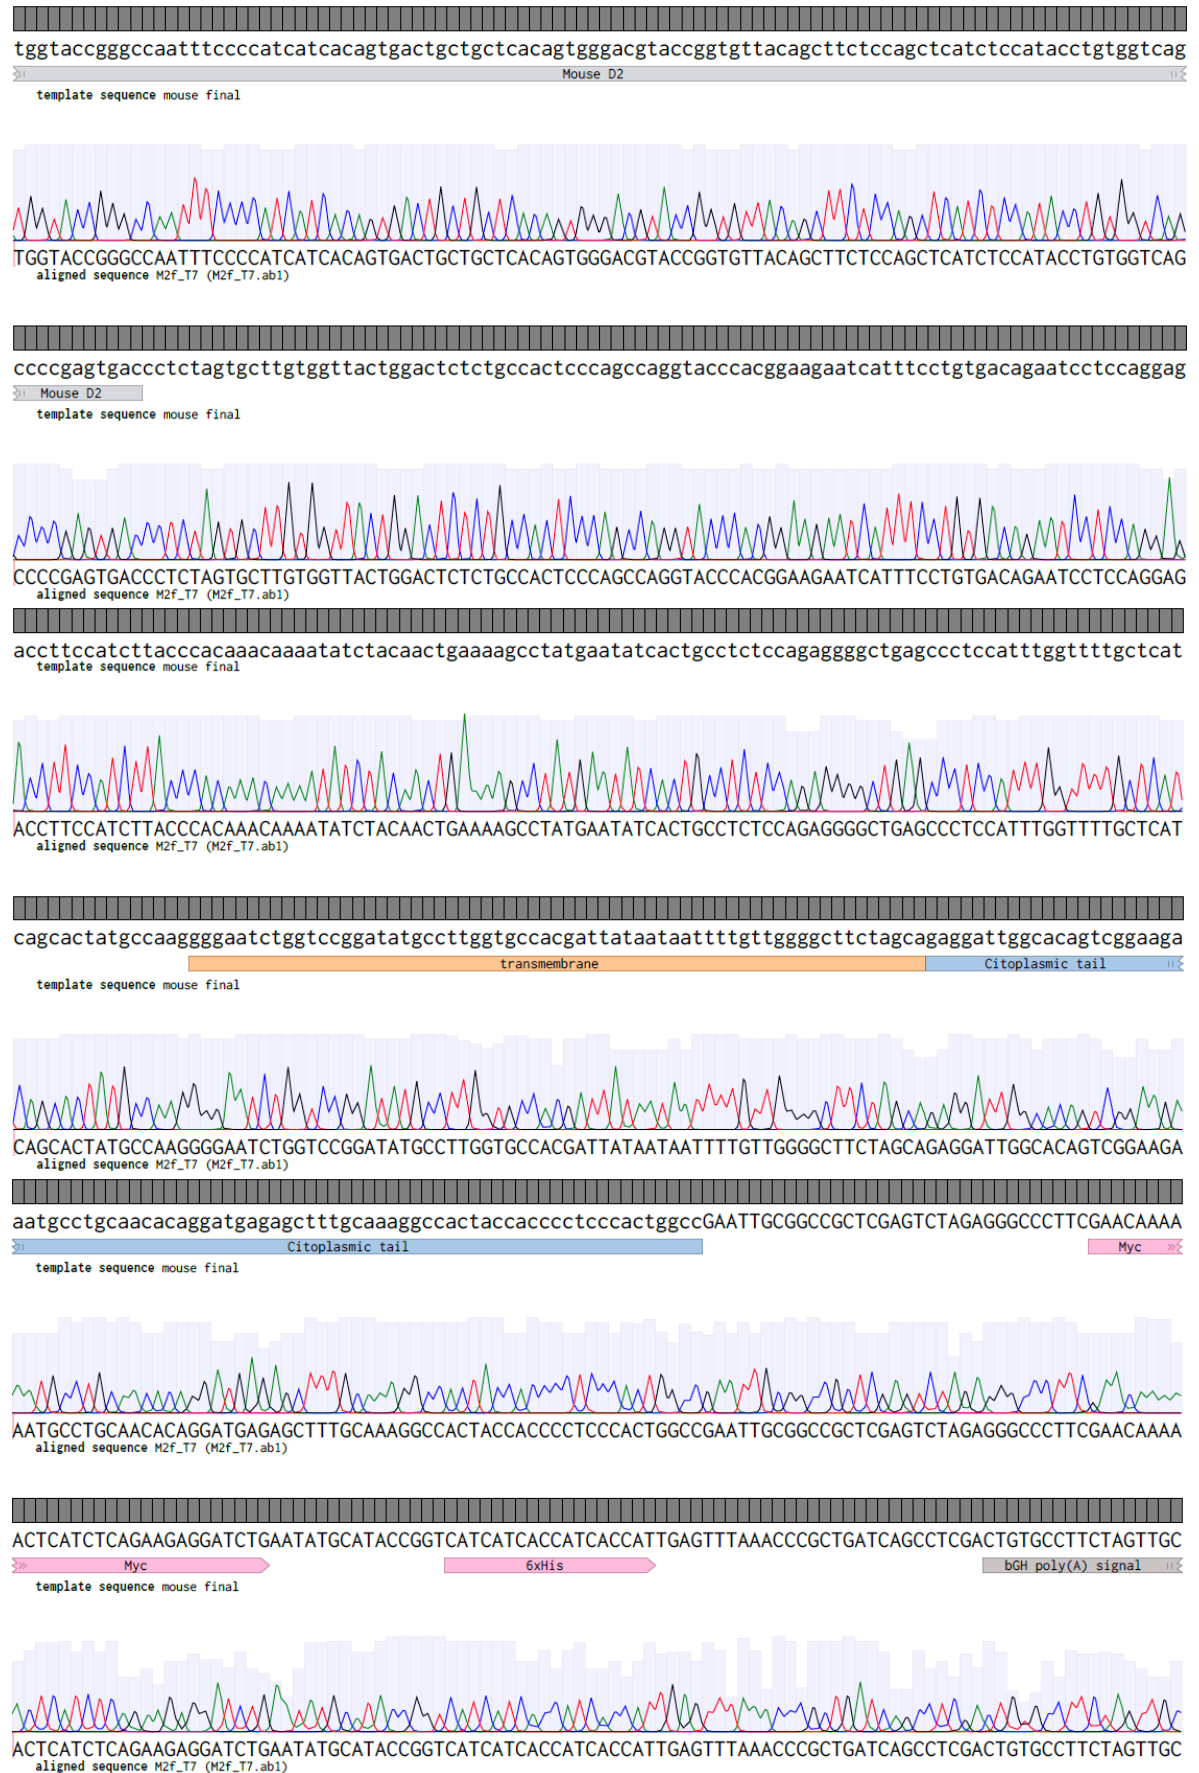 tggtaccgggccaatttccccatcatcacagtgactgctgctcacagtgggacgtaccggtgttacagcttctccagctcatctccatacctgtggtcag
Mouse D2
template sequence mouse final
TGGTACCGGGCCAATTTCCCCATCATCACAGTGACTGCTGCTCACAGTGGGACGTACCGGTGTTACAGCTTCTCCAGCTCATCTCCATACCTGTGGTCAG
aligned sequence M2f_T7 (M2f_T7.ab1)
ccccgagtgaccctctagtgcttgtggttactggactctctgccactcccagccaggtacccacggaagaatcatttcctgtgacagaatcctccaggag
Mouse D2
template sequence mouse final
CCCCGAGTGACCCTCTAGTGCTTGTGGTTACTGGACTCTCTGCCACTCCCAGCCAGGTACCCACGGAAGAATCATTTCCTGTGACAGAATCCTCCAGGAG
aligned sequence M2f_T7 (M2f_T7.ab1)
accttccatcttacccacaaacaaaatatctacaactgaaaagcctatgaatatcactgcctctccagaggggctgagccctccatttggttttgctcat
template sequence mouse final
ACCTTCCATCTTACCCACAAACAAAATATCTACAACTGAAAAGCCTATGAATATCACTGCCTCTCCAGAGGGGCTGAGCCCTCCATTTGGTTTTGCTCAT
aligned sequence M2f_T7 (M2f_T7.ab1)
cagcactatgccaaggggaatctggtccggatatgccttggtgccacgattataataattttgttggggcttctagcagaggattggcacagtcggaaga
transmembrane Citoplasmic tail
template sequence mouse final
CAGCACTATGCCAAGGGGAATCTGGTCCGGATATGCCTTGGTGCCACGATTATAATAATTTTGTTGGGGCTTCTAGCAGAGGATTGGCACAGTCGGAAGA
aligned sequence M2f_T7 (M2f_T7.ab1)
aatgcctgcaacacaggatgagagctttgcaaaggccactaccacccctcccactggccGAATTGCGGCCGCTCGAGTCTAGAGGGCCCTTCGAACAAAA
Citoplasmic tail Myc
template sequence mouse final
AATGCCTGCAACACAGGATGAGAGCTTTGCAAAGGCCACTACCACCCCTCCCACTGGCCGAATTGCGGCCGCTCGAGTCTAGAGGGCCCTTCGAACAAAA
aligned sequence M2f_T7 (M2f_T7.ab1)
ACTCATCTCAGAAGAGGATCTGAATATGCATACCGGTCATCATCACCATCACCATTGAGTTTAAACCCGCTGATCAGCCTCGACTGTGCCTTCTAGTTGC
Myc 6xHis bGH poly(A) signal
template sequence mouse final
ACTCATCTCAGAAGAGGATCTGAATATGCATACCGGTCATCATCACCATCACCATTGAGTTTAAACCCGCTGATCAGCCTCGACTGTGCCTTCTAGTTGC
aligned sequence M2f_T7 (M2f_T7.ab1)